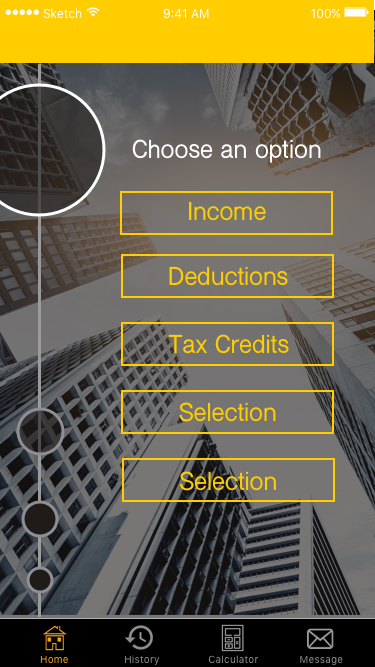 Sketch 9:41 AM 100%
Choose an option
Income
Deductions
Tax Credits
Selection
Selection
Home History Calculator Message